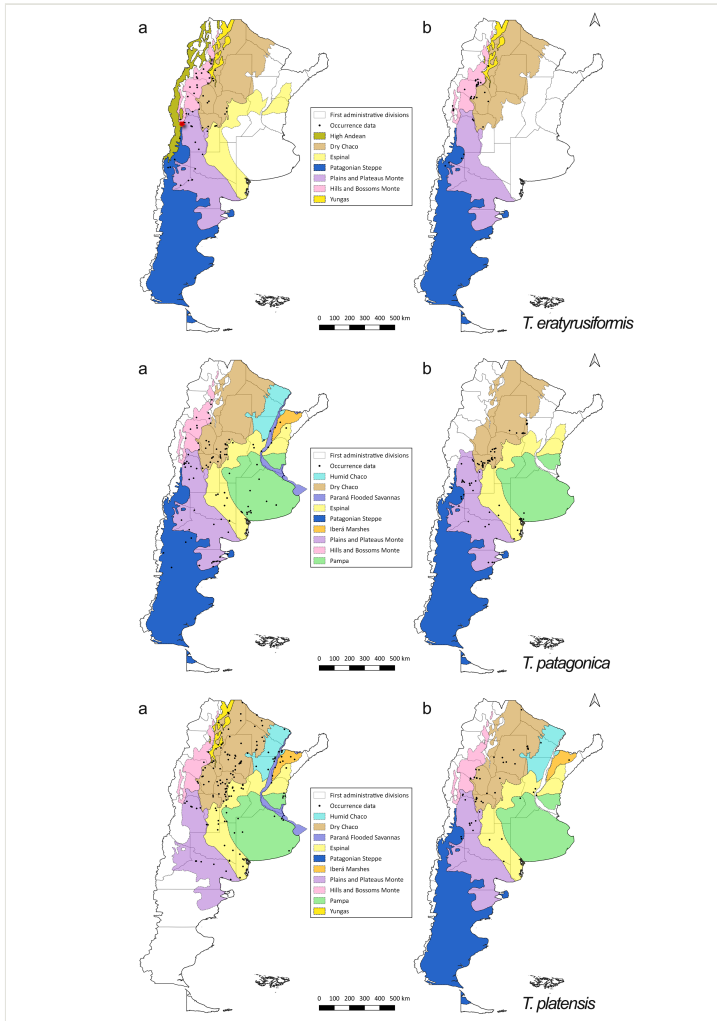 a
b
First administrative divisions
Occurrence data
High Andean
Dry Chaco
Espinal
Patagonian Steppe
Plains and Plateaus Monte
Hills and Bossoms Monte
Yungas
0 100 200 300 400 500 km
T. eratyrusiformis
a
b
First administrative divisions
Occurrence data
Humid Chaco
Dry Chaco
Paraná Flooded Savannas
Espinal
Patagonian Steppe
Iberá Marshes
Plains and Plateaus Monte
Hills and Bossoms Monte
Pampa
0 100 200 300 400 500 km
T. patagonica
a
b
First administrative divisions
Occurrence data
Humid Chaco
Dry Chaco
Paraná Flooded Savannas
Espinal
Patagonian Steppe
Iberá Marshes
Plains and Plateaus Monte
Hills and Bossoms Monte
Pampa
Yungas
0 100 200 300 400 500 km
T. platensis